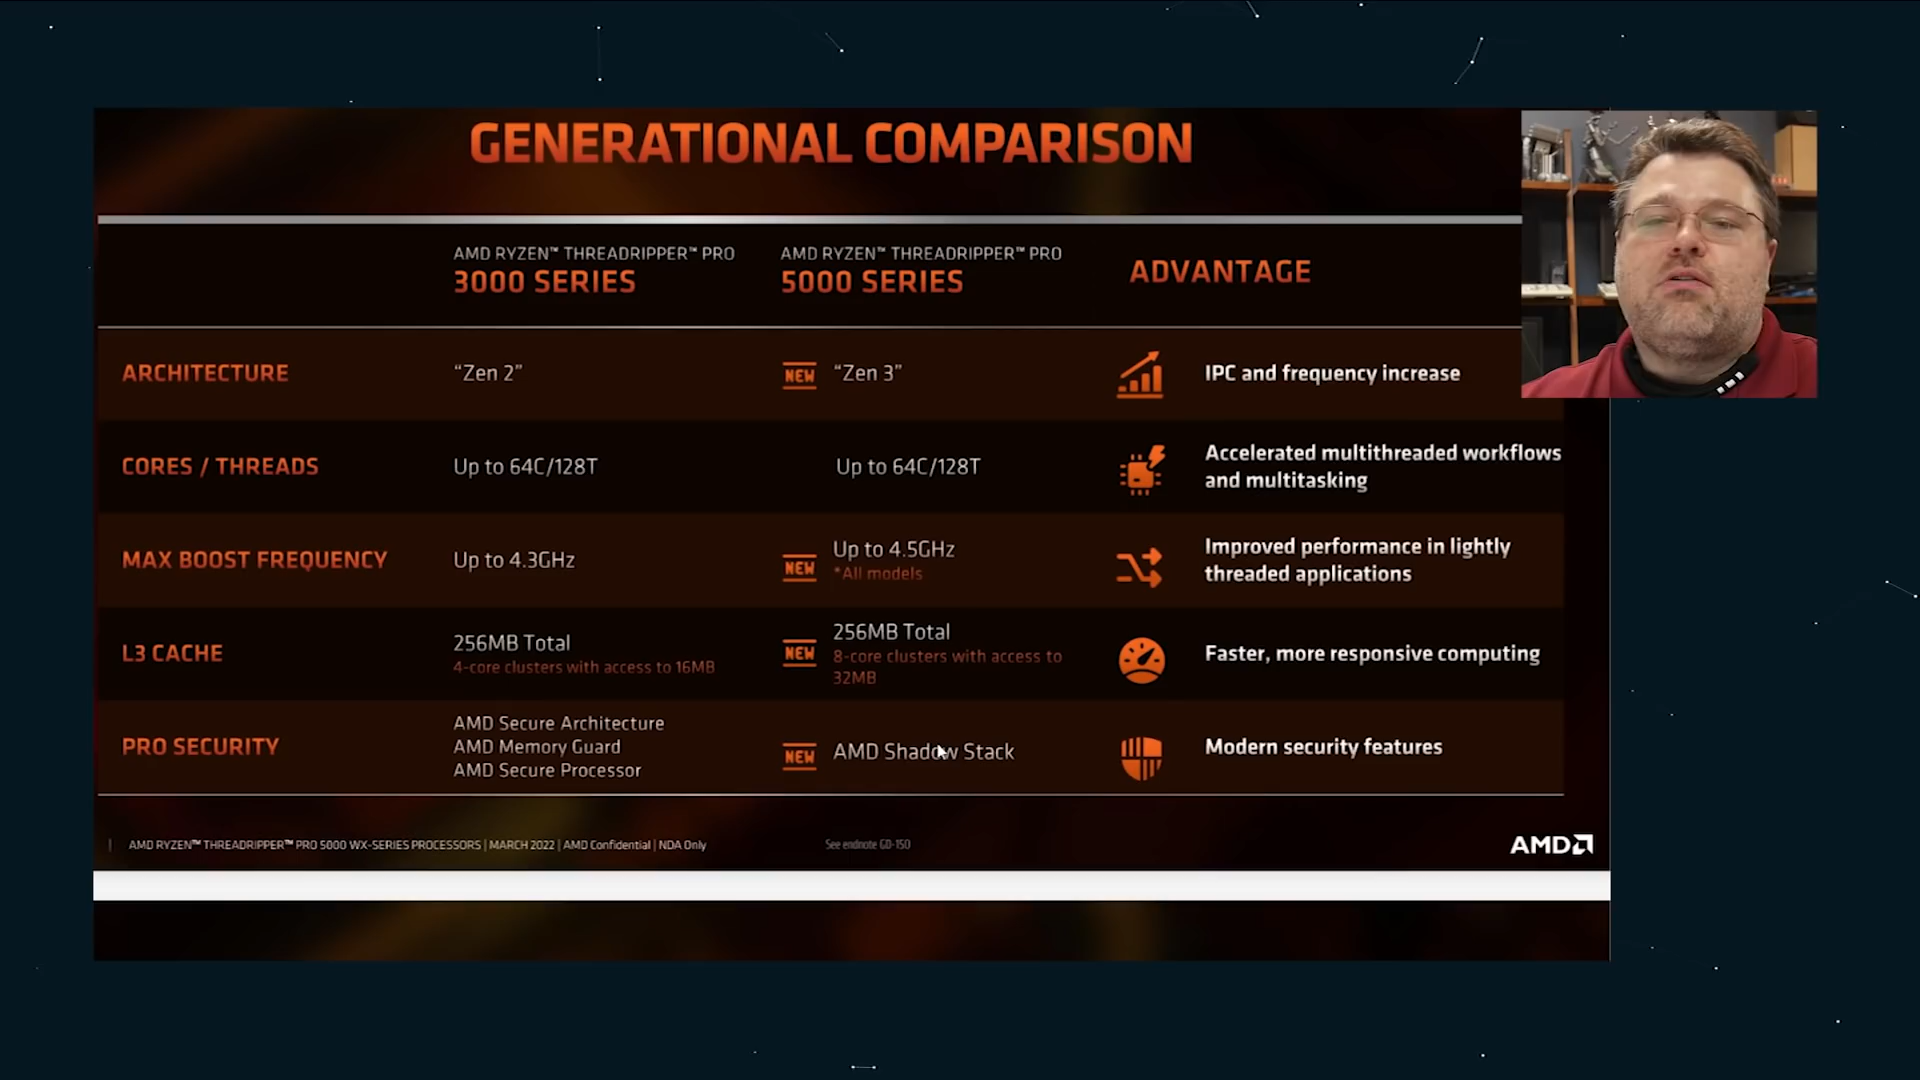 GENERATIONAL COMPARISON
AMD RYZEN™ THREADRIPPER™ PRO
3000 SERIES
AMD RYZEN™ THREADRIPPER™ PRO
5000 SERIES
ADVANTAGE
ARCHITECTURE
“Zen 2”
NEW
“Zen 3”
IPC and frequency increase
CORES / THREADS
Up to 64C/128T
Up to 64C/128T
Accelerated multithreaded workflows
and multitasking
MAX BOOST FREQUENCY
Up to 4.3GHz
NEW
Up to 4.5GHz
*All models
Improved performance in lightly
threaded applications
L3 CACHE
256MB Total
4-core clusters with access to 16MB
NEW
256MB Total
8-core clusters with access to
32MB
Faster, more responsive computing
PRO SECURITY
AMD Secure Architecture
AMD Memory Guard
AMD Secure Processor
NEW
AMD Shadow Stack
Modern security features
AMD RYZEN™ THREADRIPPER™ PRO 5000 WX-SERIES PROCESSORS | MARCH 2022 | AMD Confidential | NDA Only
See endnote GD-150
AMD